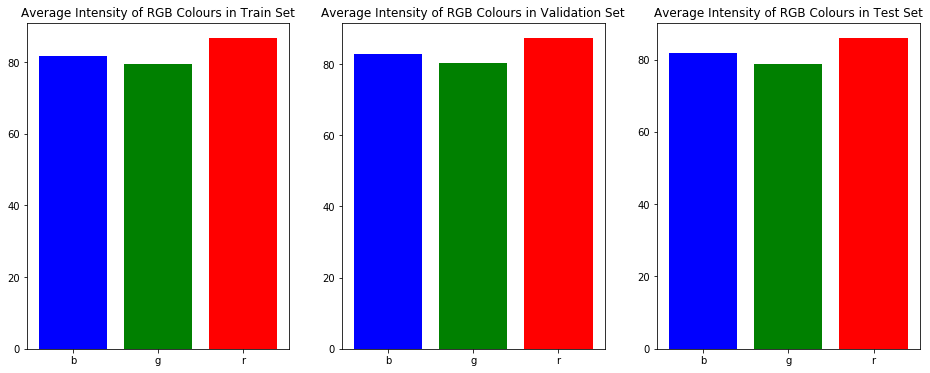 Average Intensity of RGB Colours in Train Set
80
60
40
20
0
b g r
Average Intensity of RGB Colours in Validation Set
80
60
40
20
0
b g r
Average Intensity of RGB Colours in Test Set
80
60
40
20
0
b g r